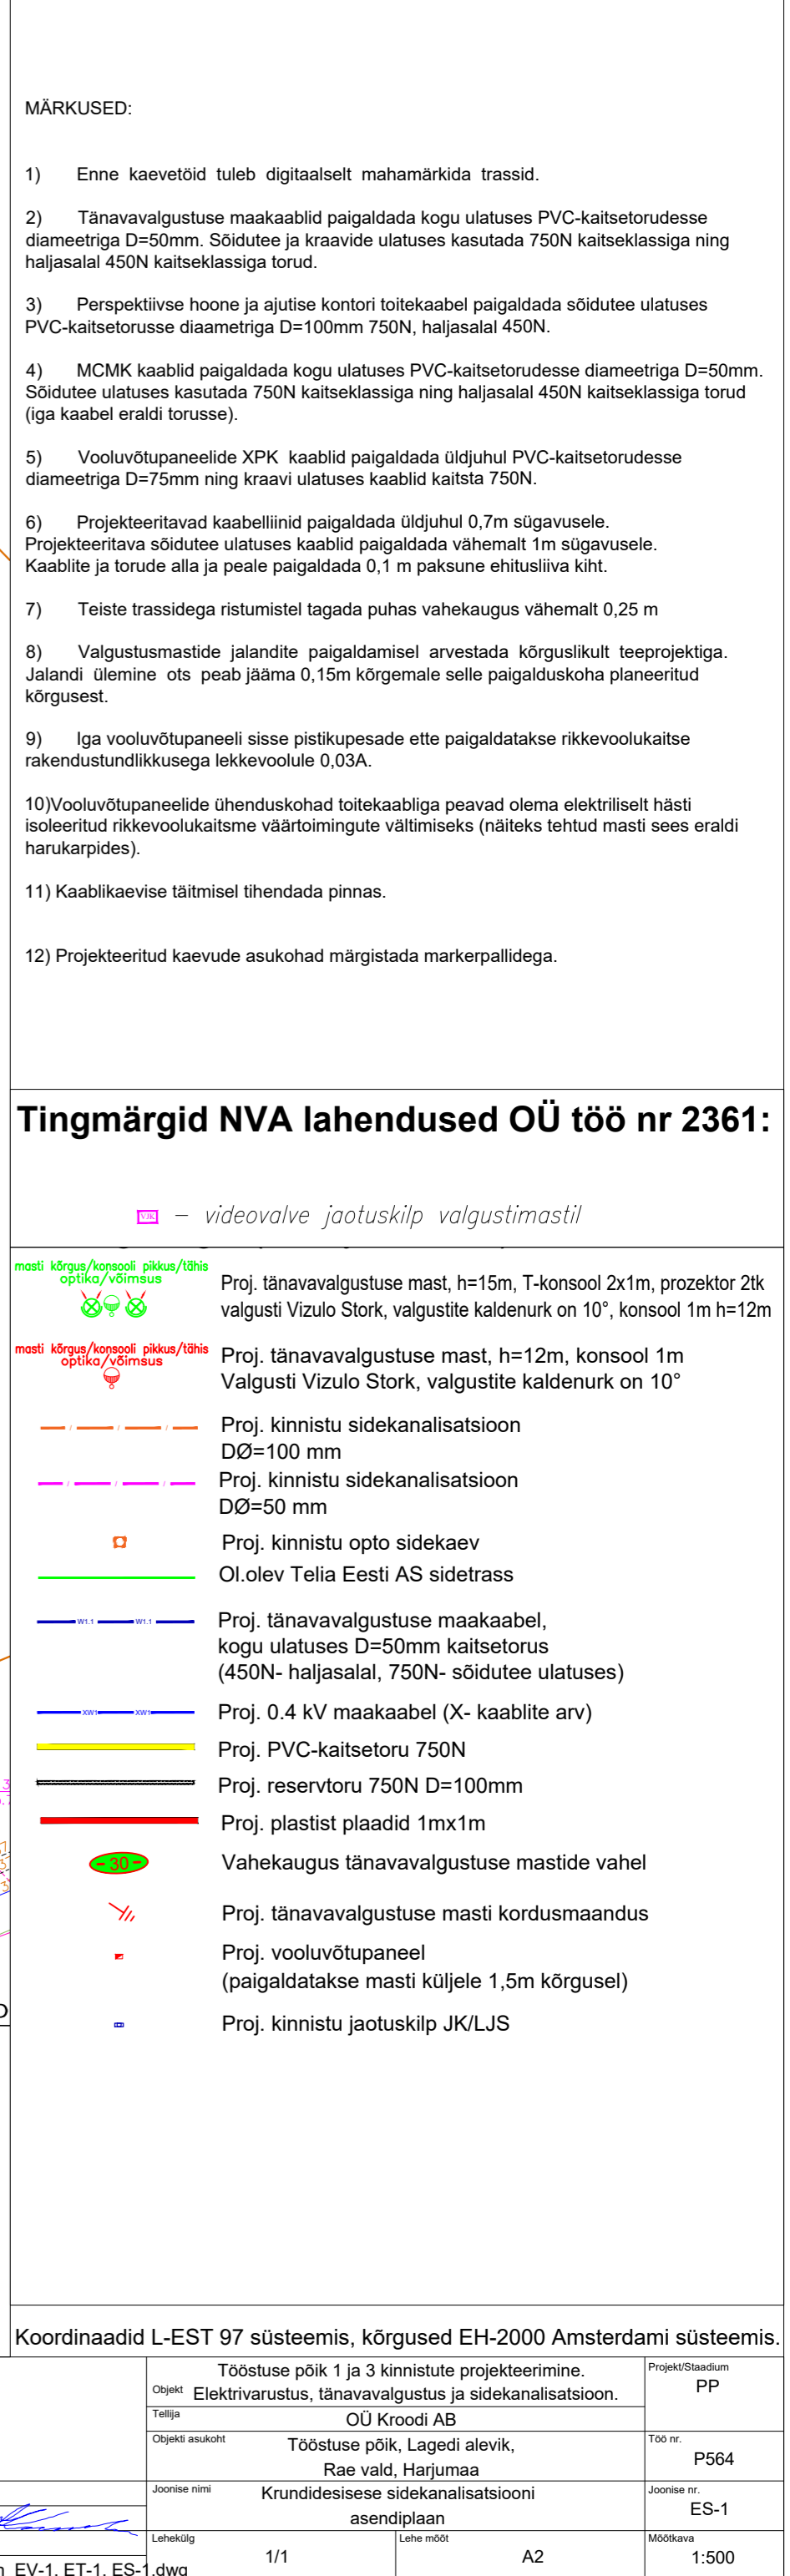 MÄRKUSED:
1) Enne kaevetöid tuleb digitaalselt mahamärkida trassid.
2) Tänavavalgustuse maakaablid paigaldada kogu ulatuses PVC-kaitsetorudesse
diameetriga D=50mm. Sõidutee ja kraavide ulatuses kasutada 750N kaitseklassiga ning
haljasalal 450N kaitseklassiga torud.
3) Perspektiivse hoone ja ajutise kontori toitekaabel paigaldada sõidutee ulatuses
PVC-kaitsetorusse diaametriga D=100mm 750N, haljasalal 450N.
4) MCMK kaablid paigaldada kogu ulatuses PVC-kaitsetorudesse diameetriga D=50mm.
Sõidutee ulatuses kasutada 750N kaitseklassiga ning haljasalal 450N kaitseklassiga torud
(iga kaabel eraldi torusse).
5) Vooluvõtupaneelide XPK kaablid paigaldada üldjuhul PVC-kaitsetorudesse
diameetriga D=75mm ning kraavi ulatuses kaablid kaitsta 750N.
6) Projekteeritavad kaabelliinid paigaldada üldjuhul 0,7m sügavusele.
Projekteeritava sõidutee ulatuses kaablid paigaldada vähemalt 1m sügavusele.
Kaablite ja torude alla ja peale paigaldada 0,1 m paksune ehitusliiva kiht.
7) Teiste trassidega ristumistel tagada puhas vahekaugus vähemalt 0,25 m
8) Valgustusmastide jalandite paigaldamisel arvestada kõrguslikult teeprojektiga.
Jalandi ülemine ots peab jääma 0,15m kõrgemale selle paigalduskoha planeeritud
kõrgusest.
9) Iga vooluvõtupaneeli sisse pistikupesade ette paigaldatakse rikkevoolukaitse
rakendustundlikkusega lekkevoolule 0,03A.
10)Vooluvõtupaneelide ühenduskohad toitekaabliga peavad olema elektriliselt hästi
isoleeritud rikkevoolukaitsme väärtoimingute vältimiseks (näiteks tehtud masti sees eraldi
harukarpides).
11) Kaablikaevise täitmisel tihendada pinnas.
12) Projekteeritud kaevude asukohad märgistada markerpallidega.
Tingmärgid NVA lahendused OÜ töö nr 2361:
VJK – videovalve jaotuskilp valgustimastil
masti kõrgus/konsooli pikkus/tähis
optika/võimsus
Proj. tänavavalgustuse mast, h=15m, T-konsool 2x1m, prozektor 2tk
valgusti Vizulo Stork, valgustite kaldenurk on 10°, konsool 1m h=12m
masti kõrgus/konsooli pikkus/tähis
optika/võimsus
Proj. tänavavalgustuse mast, h=12m, konsool 1m
Valgusti Vizulo Stork, valgustite kaldenurk on 10°
Proj. kinnistu sidekanalisatsioon
DØ=100 mm
Proj. kinnistu sidekanalisatsioon
DØ=50 mm
Proj. kinnistu opto sidekaev
Ol.olev Telia Eesti AS sidetrass
W1.1 W1.1 Proj. tänavavalgustuse maakaabel,
kogu ulatuses D=50mm kaitsetorus
(450N- haljasalal, 750N- sõidutee ulatuses)
XW1 XW1 Proj. 0.4 kV maakaabel (X- kaablite arv)
Proj. PVC-kaitsetoru 750N
Proj. reservtoru 750N D=100mm
Proj. plastist plaadid 1mx1m
-30- Vahekaugus tänavavalgustuse mastide vahel
Proj. tänavavalgustuse masti kordusmaandus
Proj. vooluvõtupaneel
(paigaldatakse masti küljele 1,5m kõrgusel)
Proj. kinnistu jaotuskilp JK/LJS
Koordinaadid L-EST 97 süsteemis, kõrgused EH-2000 Amsterdami süsteemis.
Objekt
Tööstuse põik 1 ja 3 kinnistute projekteerimine.
Elektrivarustus, tänavavalgustus ja sidekanalisatsioon.
Projekt/Staadium
PP
Tellija
OÜ Kroodi AB
Objekti asukoht
Tööstuse põik, Lagedi alevik,
Rae vald, Harjumaa
Töö nr.
P564
Joonise nimi
Krundidesisese sidekanalisatsiooni
asendiplaan
Joonise nr.
ES-1
Lehekülg
1/1
Lehe mõõt
A2
Mõõtkava
1:500
EV-1, ET-1, ES-1.dwg